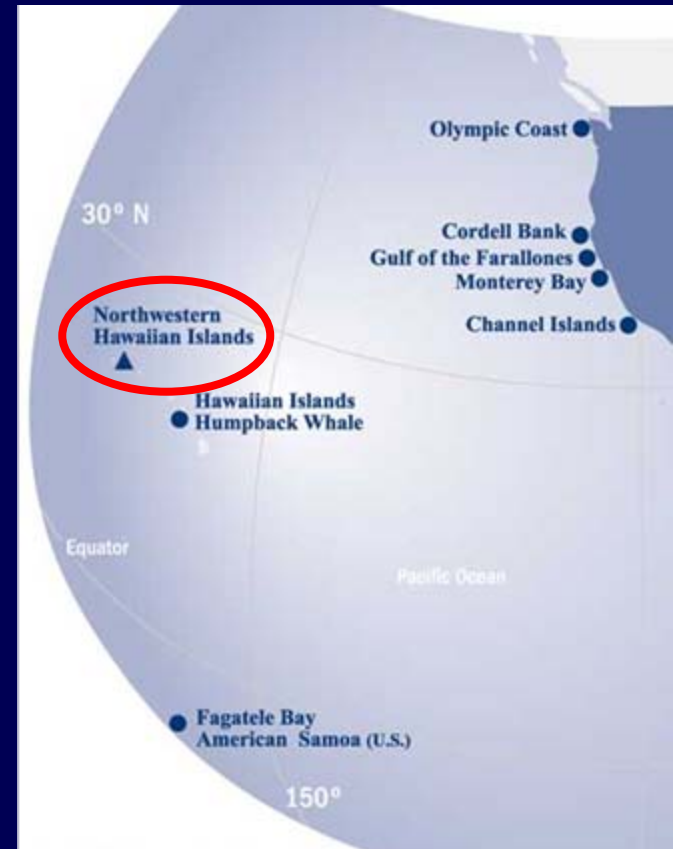 Olympic Coast
30° N
Cordell Bank
Gulf of the Farallones
Monterey Bay
Northwestern
Hawaiian Islands
Channel Islands
Hawaiian Islands
Humpback Whale
Equator
Pacific Ocean
Fagatele Bay
American Samoa (U.S.)
150°